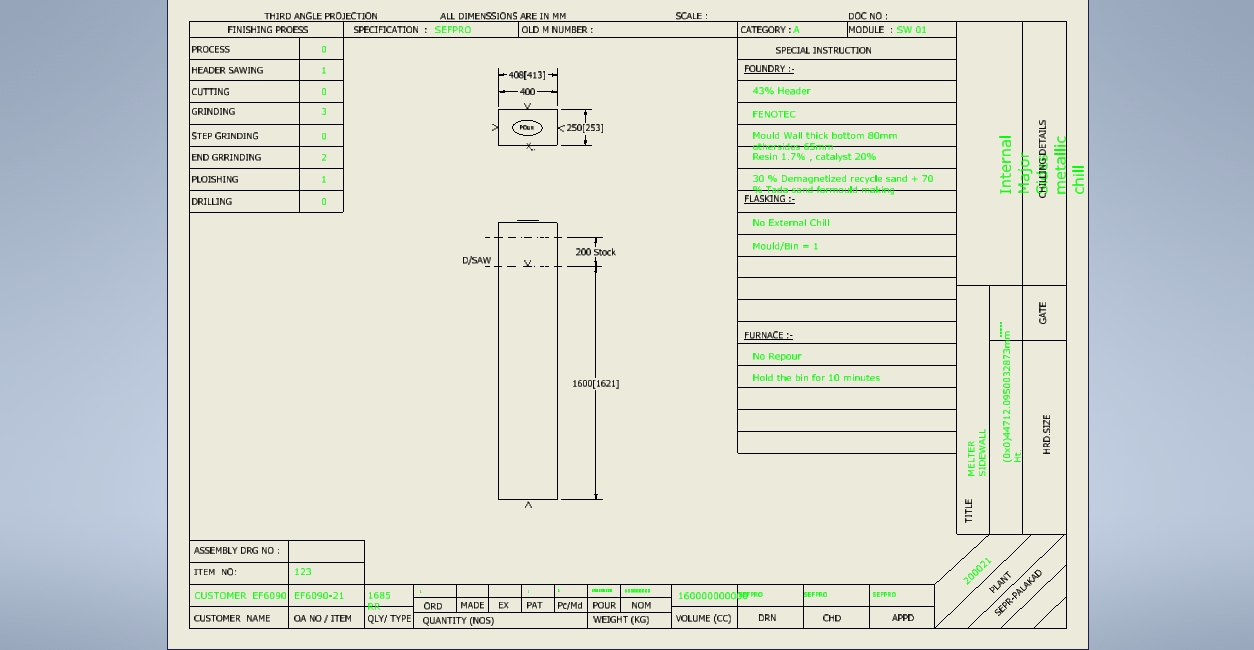 THIRD ANGLE PROJECTION
ALL DIMENSSIONS ARE IN MM
SCALE :
DOC NO :
FINISHING PROESS
SPECIFICATION : SEFPRO
OLD M NUMBER :
CATEGORY : A
MODULE : SW 01
PROCESS 0
HEADER SAWING 1
CUTTING 0
GRINDING 3
STEP GRINDING 0
END GRRINDING 2
PLOISHING 1
DRILLING 0
408[413]
400
POUR
250[253]
200 Stock
D/SAW
1600[1621]
SPECIAL INSTRUCTION
FOUNDRY :-
43% Header
FENOTEC
Mould Wall thick bottom 80mm
othersides 65mm
Resin 1.7% , catalyst 20%
30 % Demagnetized recycle sand + 70
% Tada sand formould making
FLASKING :-
No External Chill
Mould/Bin = 1
FURNACE :-
No Repour
Hold the bin for 10 minutes
Internal
Major
metallic
chill
CHILLING DETAILS
GATE
HRD.SIZE
(0x0)44712.0950032873mm
Ht.
MELTER
SIDEWALL
TITLE
ASSEMBLY DRG NO :
ITEM NO: 123
CUSTOMER EF6090
EF6090-21
1685
RR
160000000000
SEFPRO
SEFPRO
SEFPRO
CUSTOMER NAME
OA NO / ITEM
QLY/ TYPE
ORD
MADE
EX
PAT
Pc/Md
POUR
NOM
QUANTITY (NOS)
WEIGHT (KG)
VOLUME (CC)
DRN
CHD
APPD
200021
PLANT
SEPR-PALAKAD